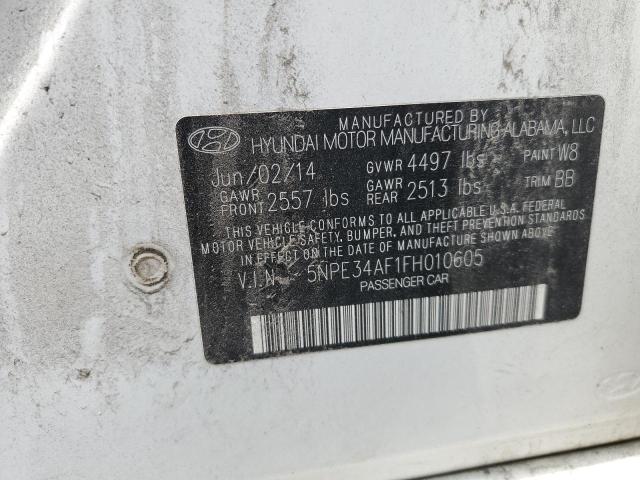 MANUFACTURED BY
HYUNDAI MOTOR MANUFACTURING ALABAMA, LLC
Jun/02/14 GVWR 4497 lbs PAINT W8
GAWR FRONT 2557 lbs GAWR REAR 2513 lbs TRIM BB
THIS VEHICLE CONFORMS TO ALL APPLICABLE U.S.A. FEDERAL
MOTOR VEHICLE SAFETY, BUMPER, AND THEFT PREVENTION STANDARDS
IN EFFECT ON THE DATE OF MANUFACTURE SHOWN ABOVE.
V.I.N. : 5NPE34AF1FH010605
PASSENGER CAR